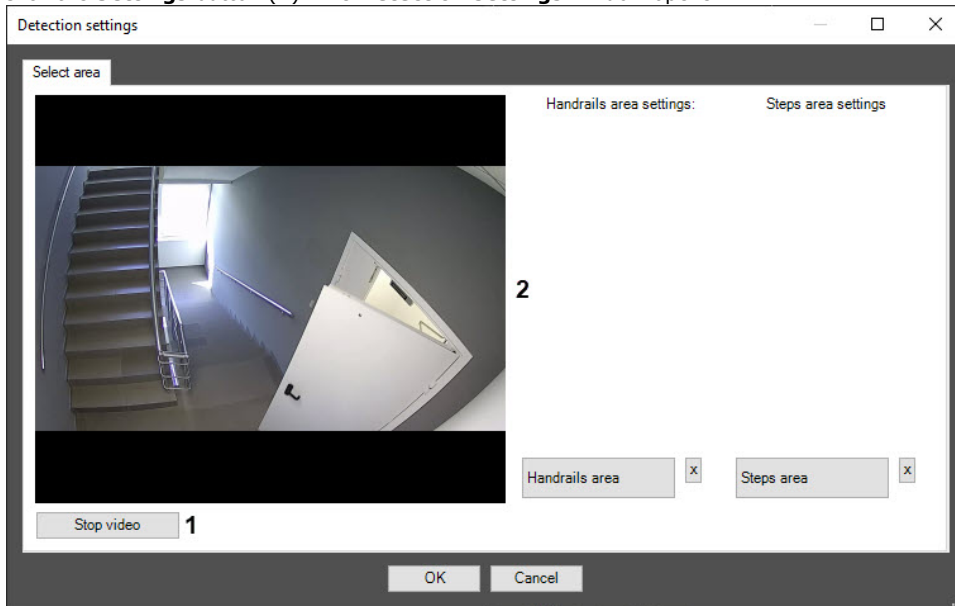 Detection settings
Select area
Handrails area settings:
Steps area settings
2
Handrails area
x
Steps area
x
Stop video
1
OK
Cancel